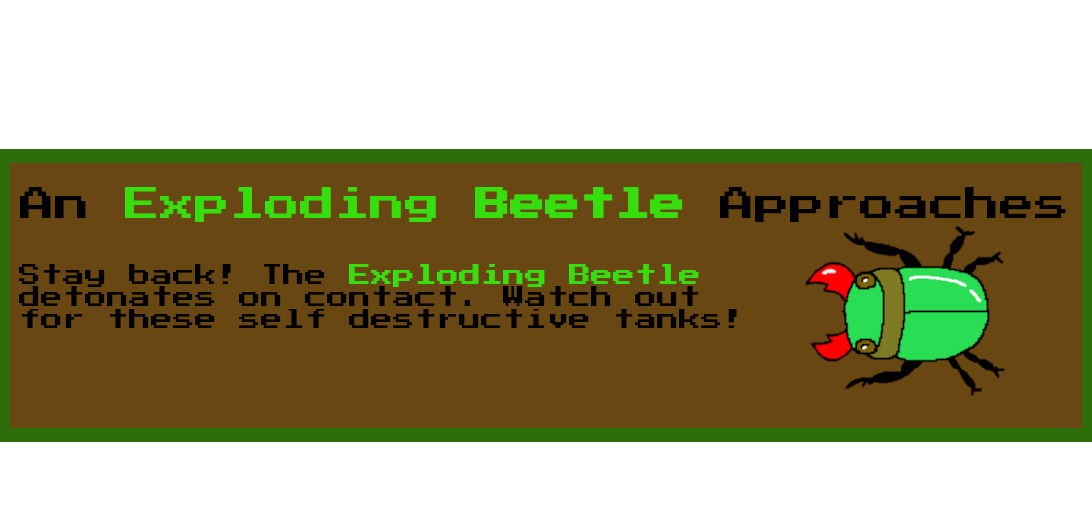 An Exploding Beetle Approaches
Stay back! The Exploding Beetle
detonates on contact. Watch out
for these self destructive tanks!